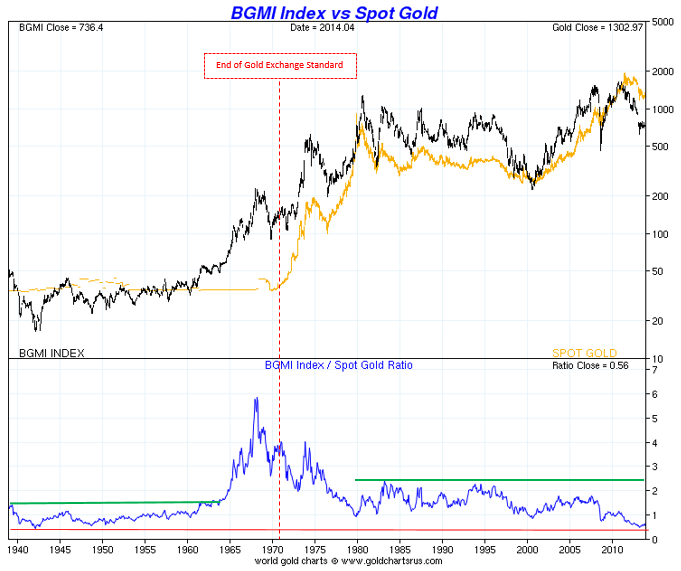 BGMI Index vs Spot Gold
BGMI Close = 736.4 Date = 2014.04 Gold Close = 1302.97
End of Gold Exchange Standard
5000
2000
1000
500
200
100
50
20
10
BGMI INDEX SPOT GOLD
BGMI Index / Spot Gold Ratio Ratio Close = 0.56
7
6
5
4
3
2
1
0
1940 1945 1950 1955 1960 1965 1970 1975 1980 1985 1990 1995 2000 2005 2010
world gold charts © www.goldchartsrus.com